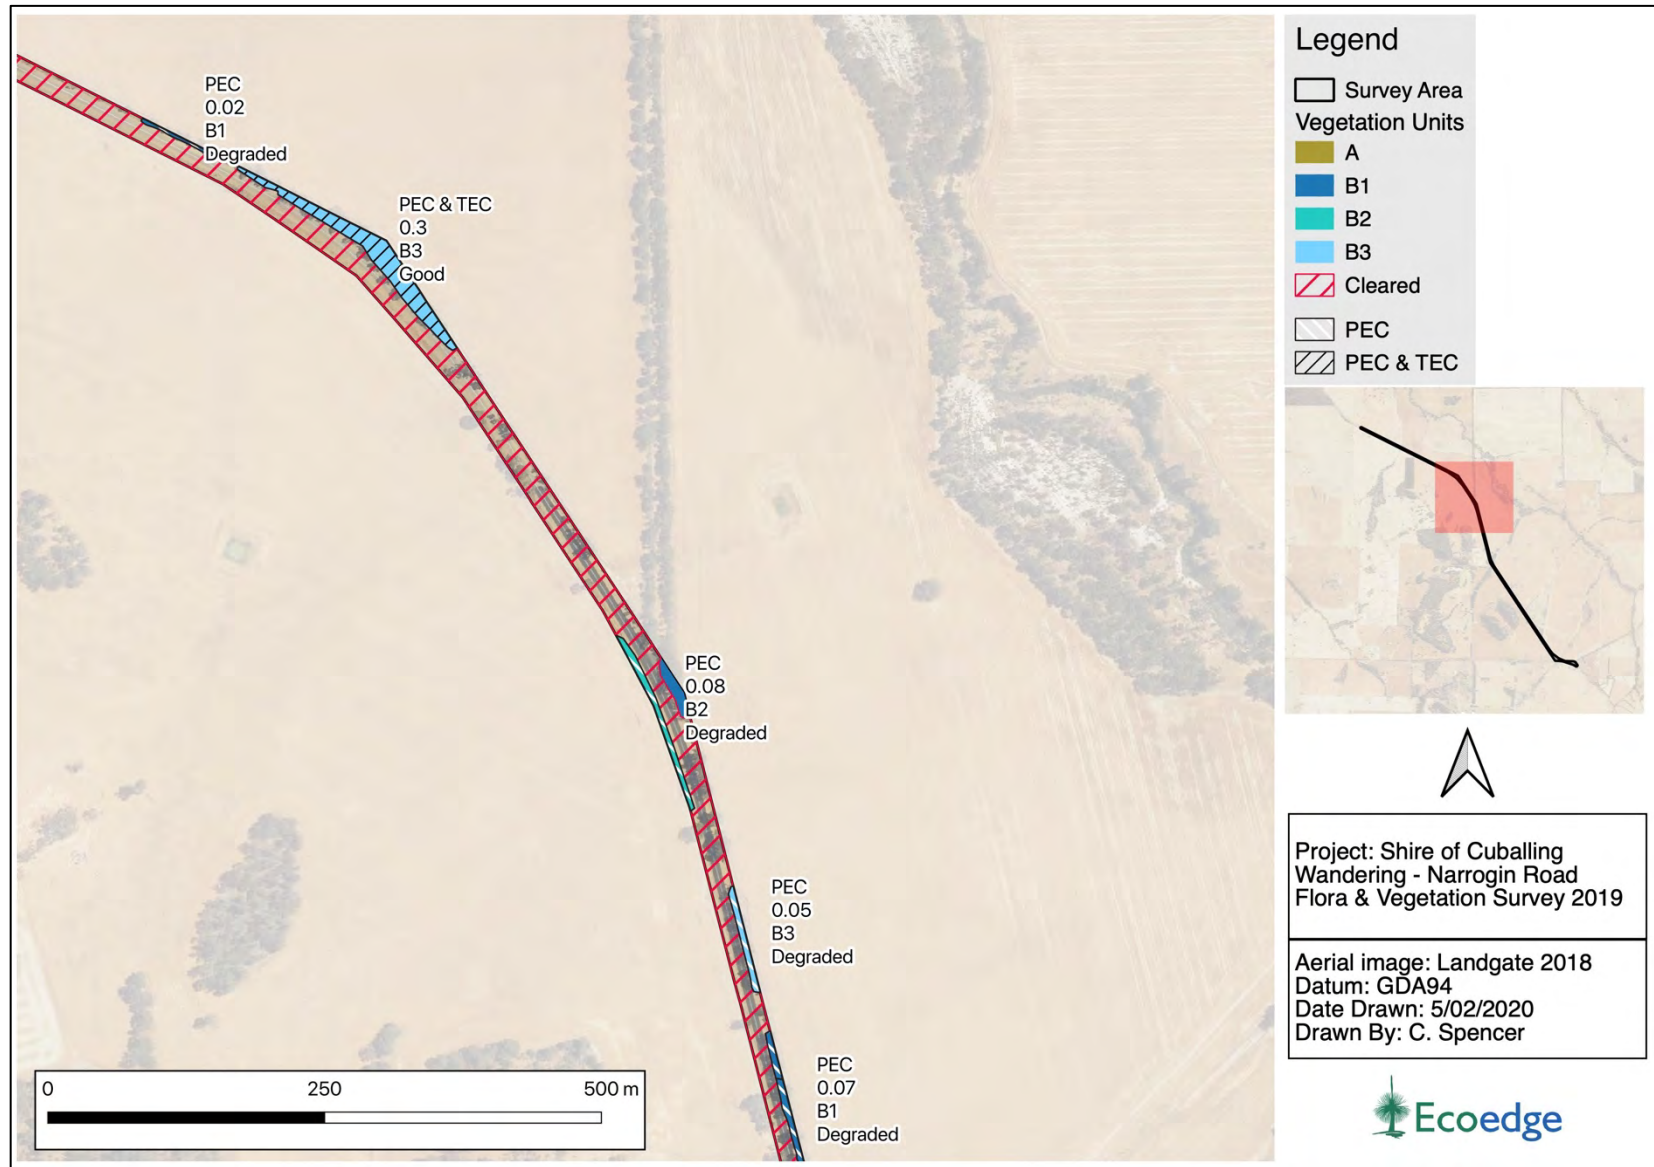 PEC
0.02
B1
Degraded
PEC & TEC
0.3
B3
Good
PEC
0.08
B2
Degraded
PEC
0.05
B3
Degraded
PEC
0.07
B1
Degraded
0 250 500 m
Legend
Survey Area
Vegetation Units
A
B1
B2
B3
Cleared
PEC
PEC & TEC
Project: Shire of Cuballing
Wandering - Narrogin Road
Flora & Vegetation Survey 2019
Aerial image: Landgate 2018
Datum: GDA94
Date Drawn: 5/02/2020
Drawn By: C. Spencer
Ecoedge